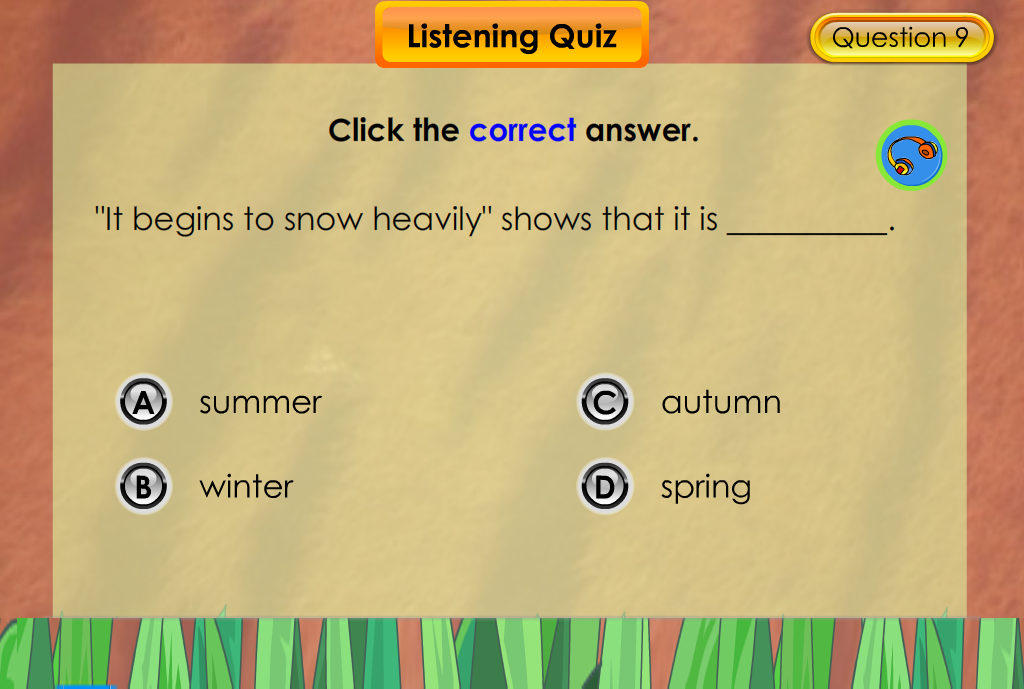 Listening Quiz
Question 9
Click the correct answer.
"It begins to snow heavily" shows that it is __________.
A summer
C autumn
B winter
D spring